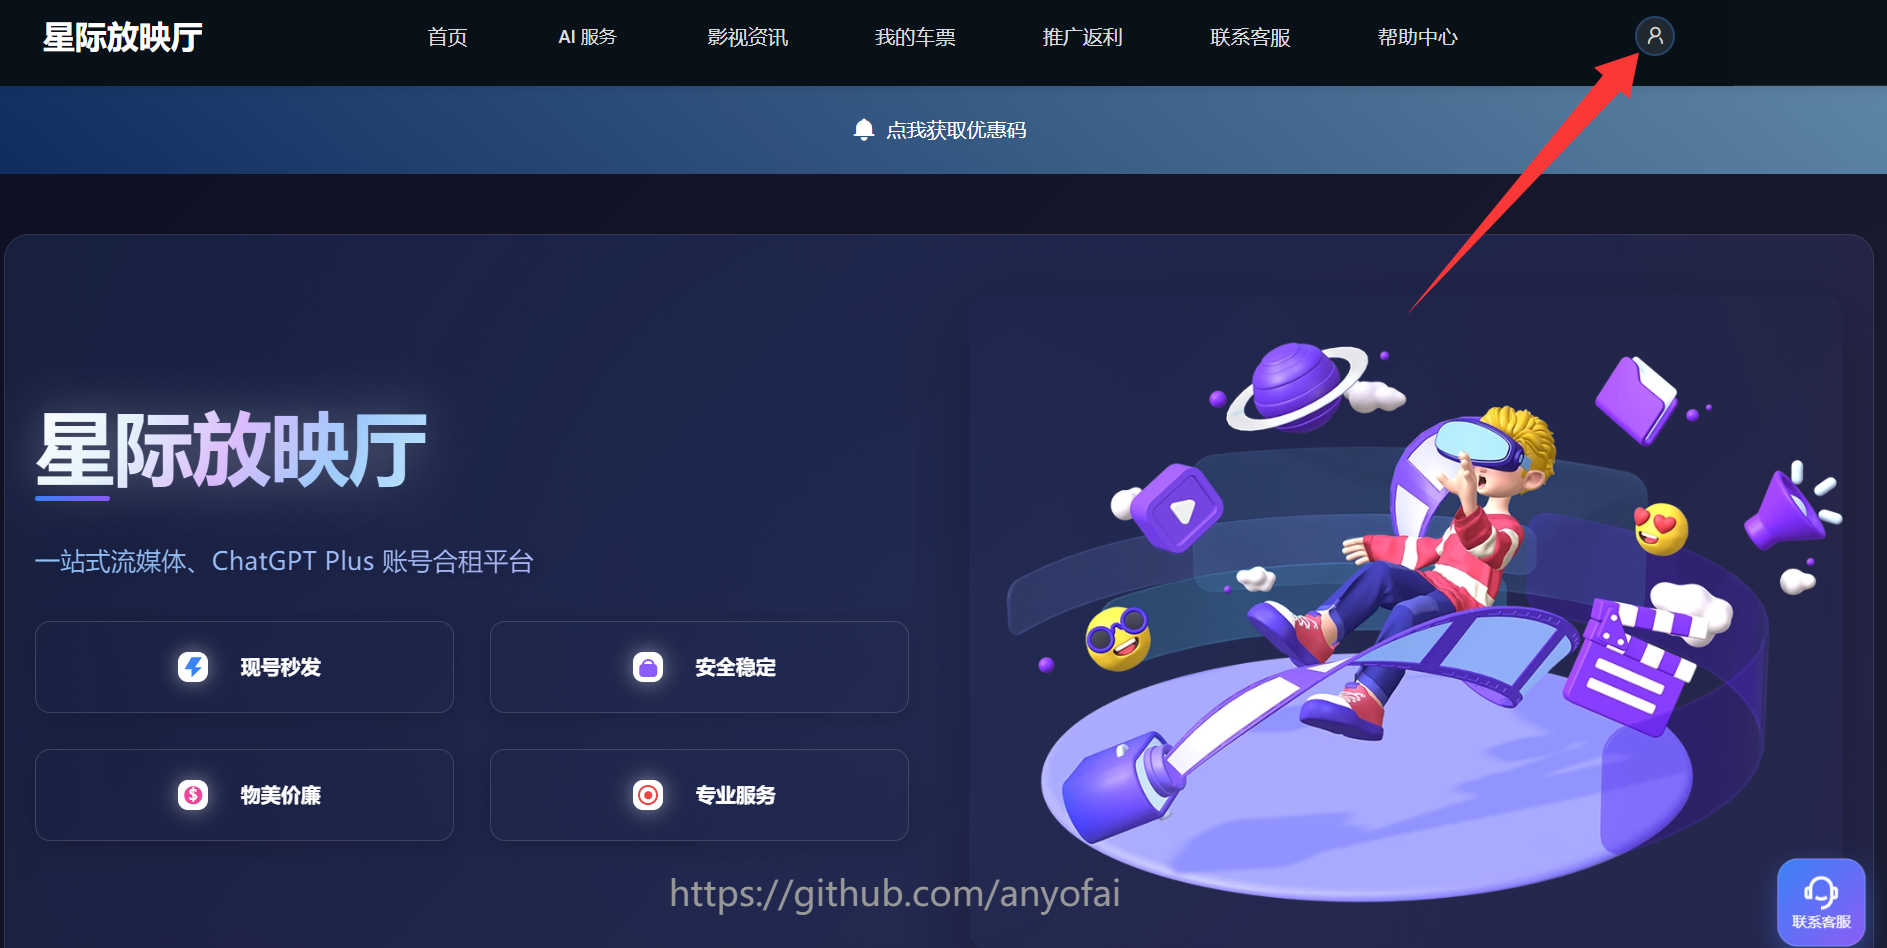 星际放映厅
首页 AI 服务 影视资讯 我的车票 推广返利 联系客服 帮助中心
点我获取优惠码
星际放映厅
一站式流媒体、ChatGPT Plus 账号合租平台
现号秒发 安全稳定
物美价廉 专业服务
https://github.com/anyofai
联系客服